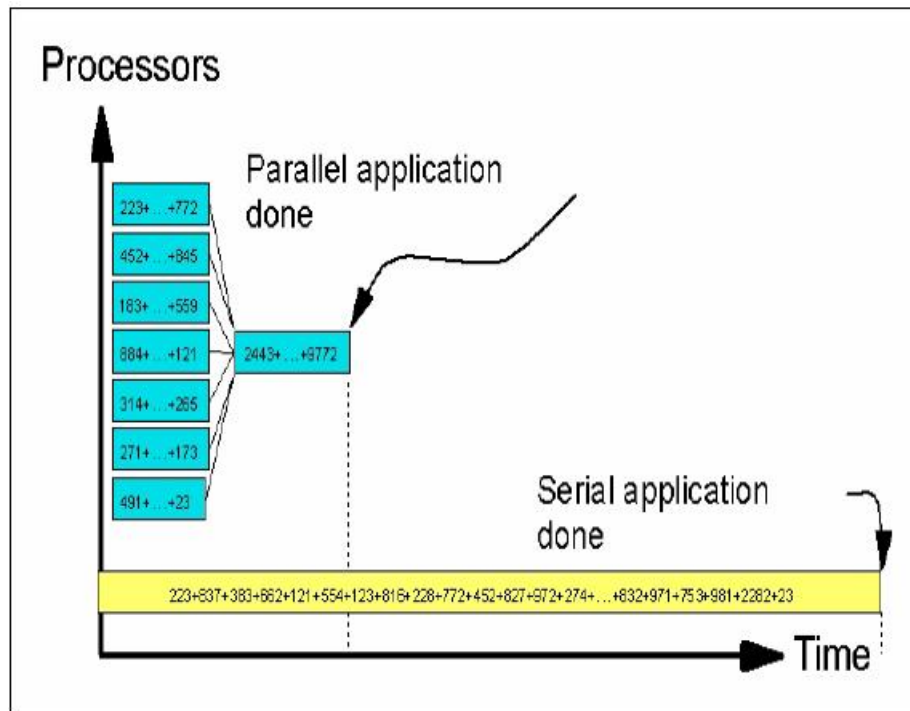 Processors
Parallel application
done
223+ ... +772
452+ ... +845
183+ ... +559
884+ ... +121
314+ ... +265
271+ ... +173
491+ ... +23
2443+ ... +9772
Serial application
done
223+837+383+662+121+554+123+816+228+772+452+827+972+274+...+832+971+753+981+2282+23
Time